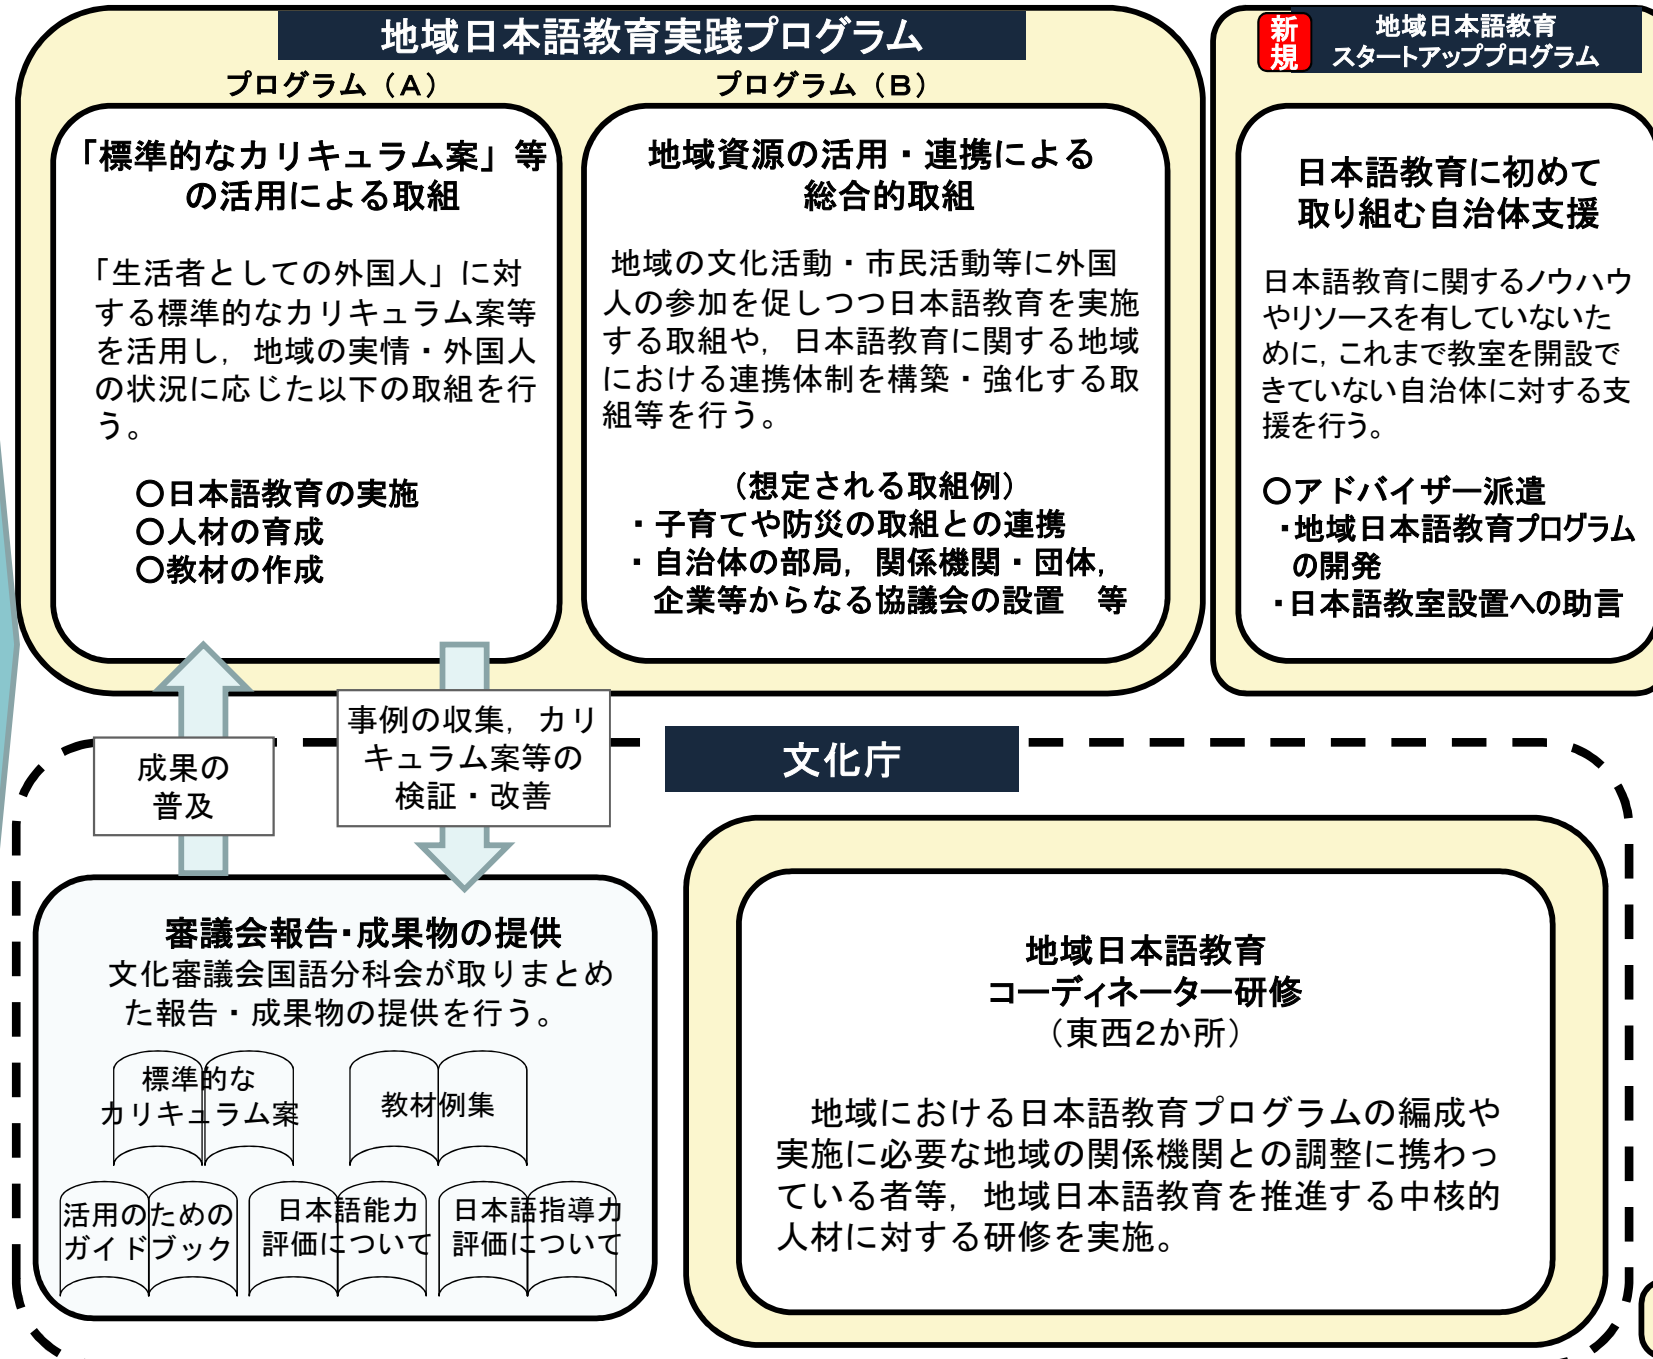 地域日本語教育実践プログラム
プログラム（Ａ）
「標準的なカリキュラム案」等
の活用による取組
「生活者としての外国人」に対
する標準的なカリキュラム案等
を活用し，地域の実情・外国人
の状況に応じた以下の取組を行
う。
○日本語教育の実施
○人材の育成
○教材の作成
プログラム（Ｂ）
地域資源の活用・連携による
総合的取組
地域の文化活動・市民活動等に外国
人の参加を促しつつ日本語教育を実施
する取組や，日本語教育に関する地域
における連携体制を構築・強化する取
組等を行う。
（想定される取組例）
・子育てや防災の取組との連携
・自治体の部局，関係機関・団体，
企業等からなる協議会の設置　等
新規
地域日本語教育
スタートアッププログラム
日本語教育に初めて
取り組む自治体支援
日本語教育に関するノウハウ
やリソースを有していないた
めに，これまで教室を開設で
きていない自治体に対する支
援を行う。
○アドバイザー派遣
・地域日本語教育プログラム
の開発
・日本語教室設置への助言
成果の
普及
事例の収集，カリ
キュラム案等の
検証・改善
文化庁
審議会報告・成果物の提供
文化審議会国語分科会が取りまとめ
た報告・成果物の提供を行う。
標準的な
カリキュラム案
教材例集
活用のための
ガイドブック
日本語能力
評価について
日本語指導力
評価について
地域日本語教育
コーディネーター研修
（東西２か所）
地域における日本語教育プログラムの編成や
実施に必要な地域の関係機関との調整に携わっ
ている者等，地域日本語教育を推進する中核的
人材に対する研修を実施。